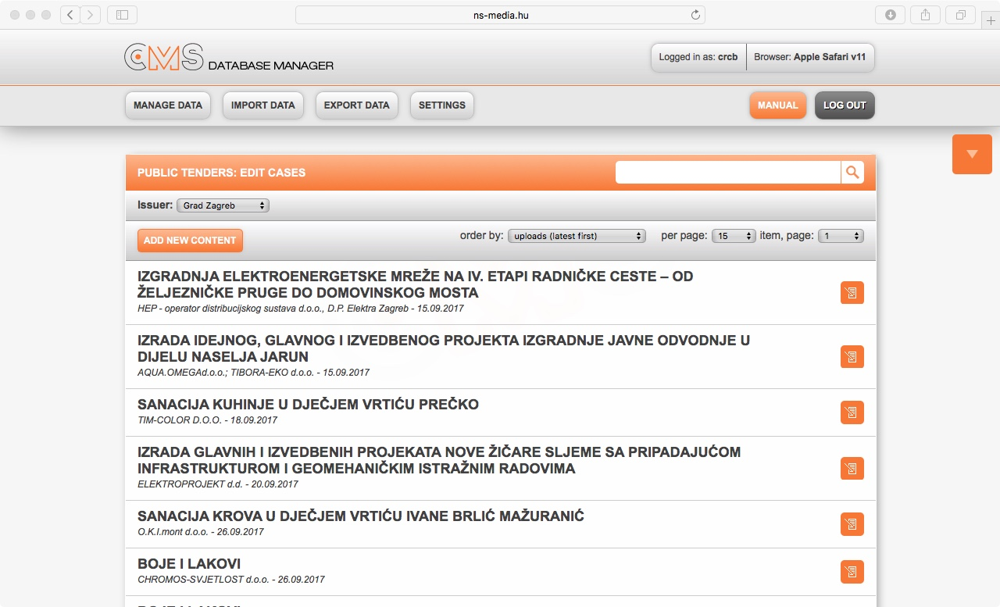 ns-media.hu
CMS DATABASE MANAGER
Logged in as: crcb
Browser: Apple Safari v11
MANAGE DATA
IMPORT DATA
EXPORT DATA
SETTINGS
MANUAL
LOG OUT
PUBLIC TENDERS: EDIT CASES
Issuer: Grad Zagreb
ADD NEW CONTENT
order by: uploads (latest first)
per page: 15 item, page: 1
IZGRADNJA ELEKTROENERGETSKE MREŽE NA IV. ETAPI RADNIČKE CESTE – OD
ŽELJEZNIČKE PRUGE DO DOMOVINSKOG MOSTA
HEP - operator distribucijskog sustava d.o.o., D.P. Elektra Zagreb - 15.09.2017
IZRADA IDEJNOG, GLAVNOG I IZVEDBENOG PROJEKTA IZGRADNJE JAVNE ODVODNJE U
DIJELU NASELJA JARUN
AQUA.OMEGAd.o.o.; TIBORA-EKO d.o.o. - 15.09.2017
SANACIJA KUHINJE U DJEČJEM VRTIĆU PREČKO
TIM-COLOR D.O.O. - 18.09.2017
IZRADA GLAVNIH I IZVEDBENIH PROJEKATA NOVE ŽIČARE SLJEME SA PRIPADAJUĆOM
INFRASTRUKTUROM I GEOMEHANIČKIM ISTRAŽNIM RADOVIMA
ELEKTROPROJEKT d.d. - 20.09.2017
SANACIJA KROVA U DJEČJEM VRTIĆU IVANE BRLIĆ MAŽURANIĆ
O.K.I.mont d.o.o. - 26.09.2017
BOJE I LAKOVI
CHROMOS-SVJETLOST d.o.o. - 26.09.2017